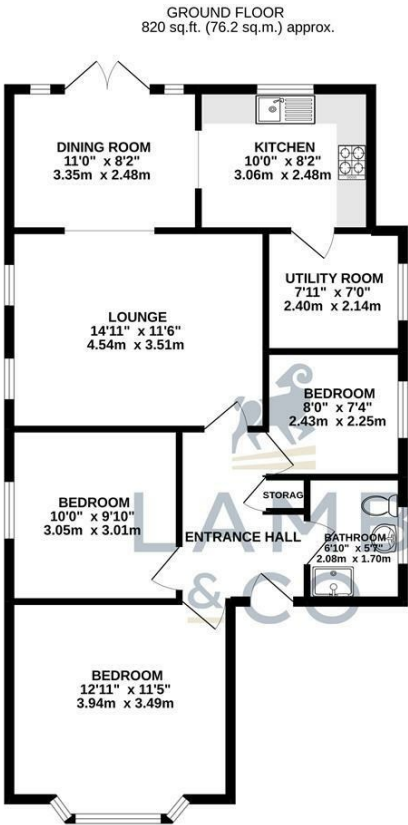 GROUND FLOOR
820 sq.ft. (76.2 sq.m.) approx.
DINING ROOM
11'0" x 8'2"
3.35m x 2.48m
KITCHEN
10'0" x 8'2"
3.06m x 2.48m
UTILITY ROOM
7'11" x 7'0"
2.40m x 2.14m
LOUNGE
14'11" x 11'6"
4.54m x 3.51m
BEDROOM
8'0" x 7'4"
2.43m x 2.25m
BEDROOM
10'0" x 9'10"
3.05m x 3.01m
STORAG
ENTRANCE HALL
BATHROOM
6'10" x 5'7"
2.08m x 1.70m
LAMB
& CO
BEDROOM
12'11" x 11'5"
3.94m x 3.49m